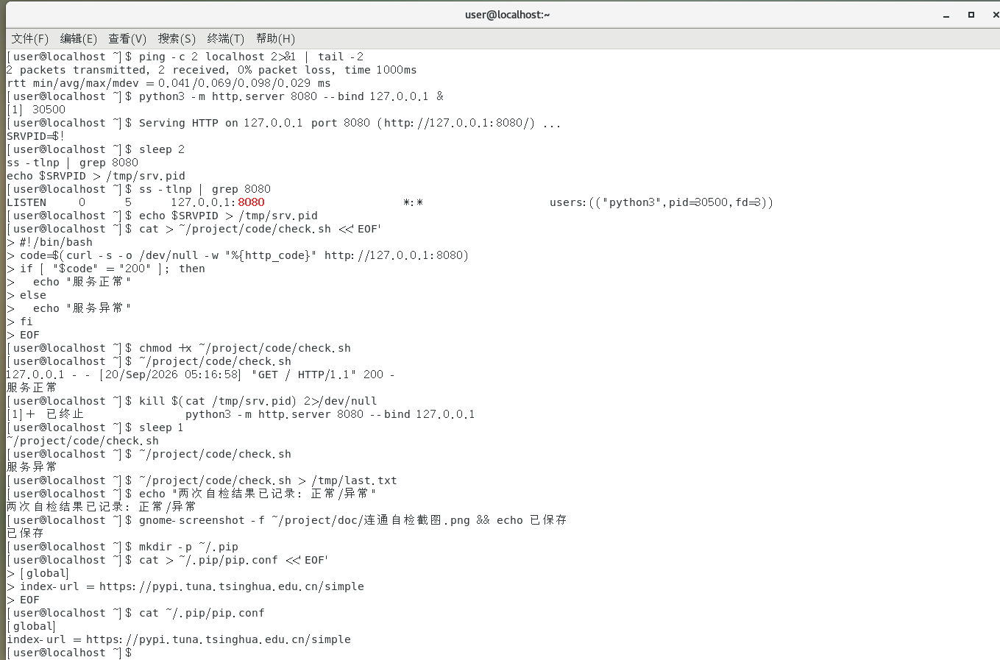 user@localhost:~
文件(F) 编辑(E) 查看(V) 搜索(S) 终端(T) 帮助(H)
[user@localhost ~]$ ping -c 2 localhost 2>&1 | tail -2
2 packets transmitted, 2 received, 0% packet loss, time 1000ms
rtt min/avg/max/mdev = 0.041/0.069/0.098/0.029 ms
[user@localhost ~]$ python3 -m http.server 8080 --bind 127.0.0.1 &
[1] 30500
[user@localhost ~]$ Serving HTTP on 127.0.0.1 port 8080 (http://127.0.0.1:8080/) ...
SRVPID=$!
[user@localhost ~]$ sleep 2
ss -tlnp | grep 8080
echo $SRVPID > /tmp/srv.pid
[user@localhost ~]$ ss -tlnp | grep 8080
LISTEN     0      5      127.0.0.1:8080                     *:*                   users:(("python3",pid=30500,fd=3))
[user@localhost ~]$ echo $SRVPID > /tmp/srv.pid
[user@localhost ~]$ cat > ~/project/code/check.sh <<'EOF'
> #!/bin/bash
> code=$(curl -s -o /dev/null -w "%{http_code}" http://127.0.0.1:8080)
> if [ "$code" = "200" ]; then
>   echo "服务正常"
> else
>   echo "服务异常"
> fi
> EOF
[user@localhost ~]$ chmod +x ~/project/code/check.sh
[user@localhost ~]$ ~/project/code/check.sh
127.0.0.1 - - [20/Sep/2026 05:16:58] "GET / HTTP/1.1" 200 -
服务正常
[user@localhost ~]$ kill $(cat /tmp/srv.pid) 2>/dev/null
[1]+  已终止               python3 -m http.server 8080 --bind 127.0.0.1
[user@localhost ~]$ sleep 1
~/project/code/check.sh
[user@localhost ~]$ ~/project/code/check.sh
服务异常
[user@localhost ~]$ ~/project/code/check.sh > /tmp/last.txt
[user@localhost ~]$ echo "两次自检结果已记录: 正常/异常"
两次自检结果已记录: 正常/异常
[user@localhost ~]$ gnome-screenshot -f ~/project/doc/连通自检截图.png && echo 已保存
已保存
[user@localhost ~]$ mkdir -p ~/.pip
[user@localhost ~]$ cat > ~/.pip/pip.conf <<'EOF'
> [global]
> index-url = https://pypi.tuna.tsinghua.edu.cn/simple
> EOF
[user@localhost ~]$ cat ~/.pip/pip.conf
[global]
index-url = https://pypi.tuna.tsinghua.edu.cn/simple
[user@localhost ~]$